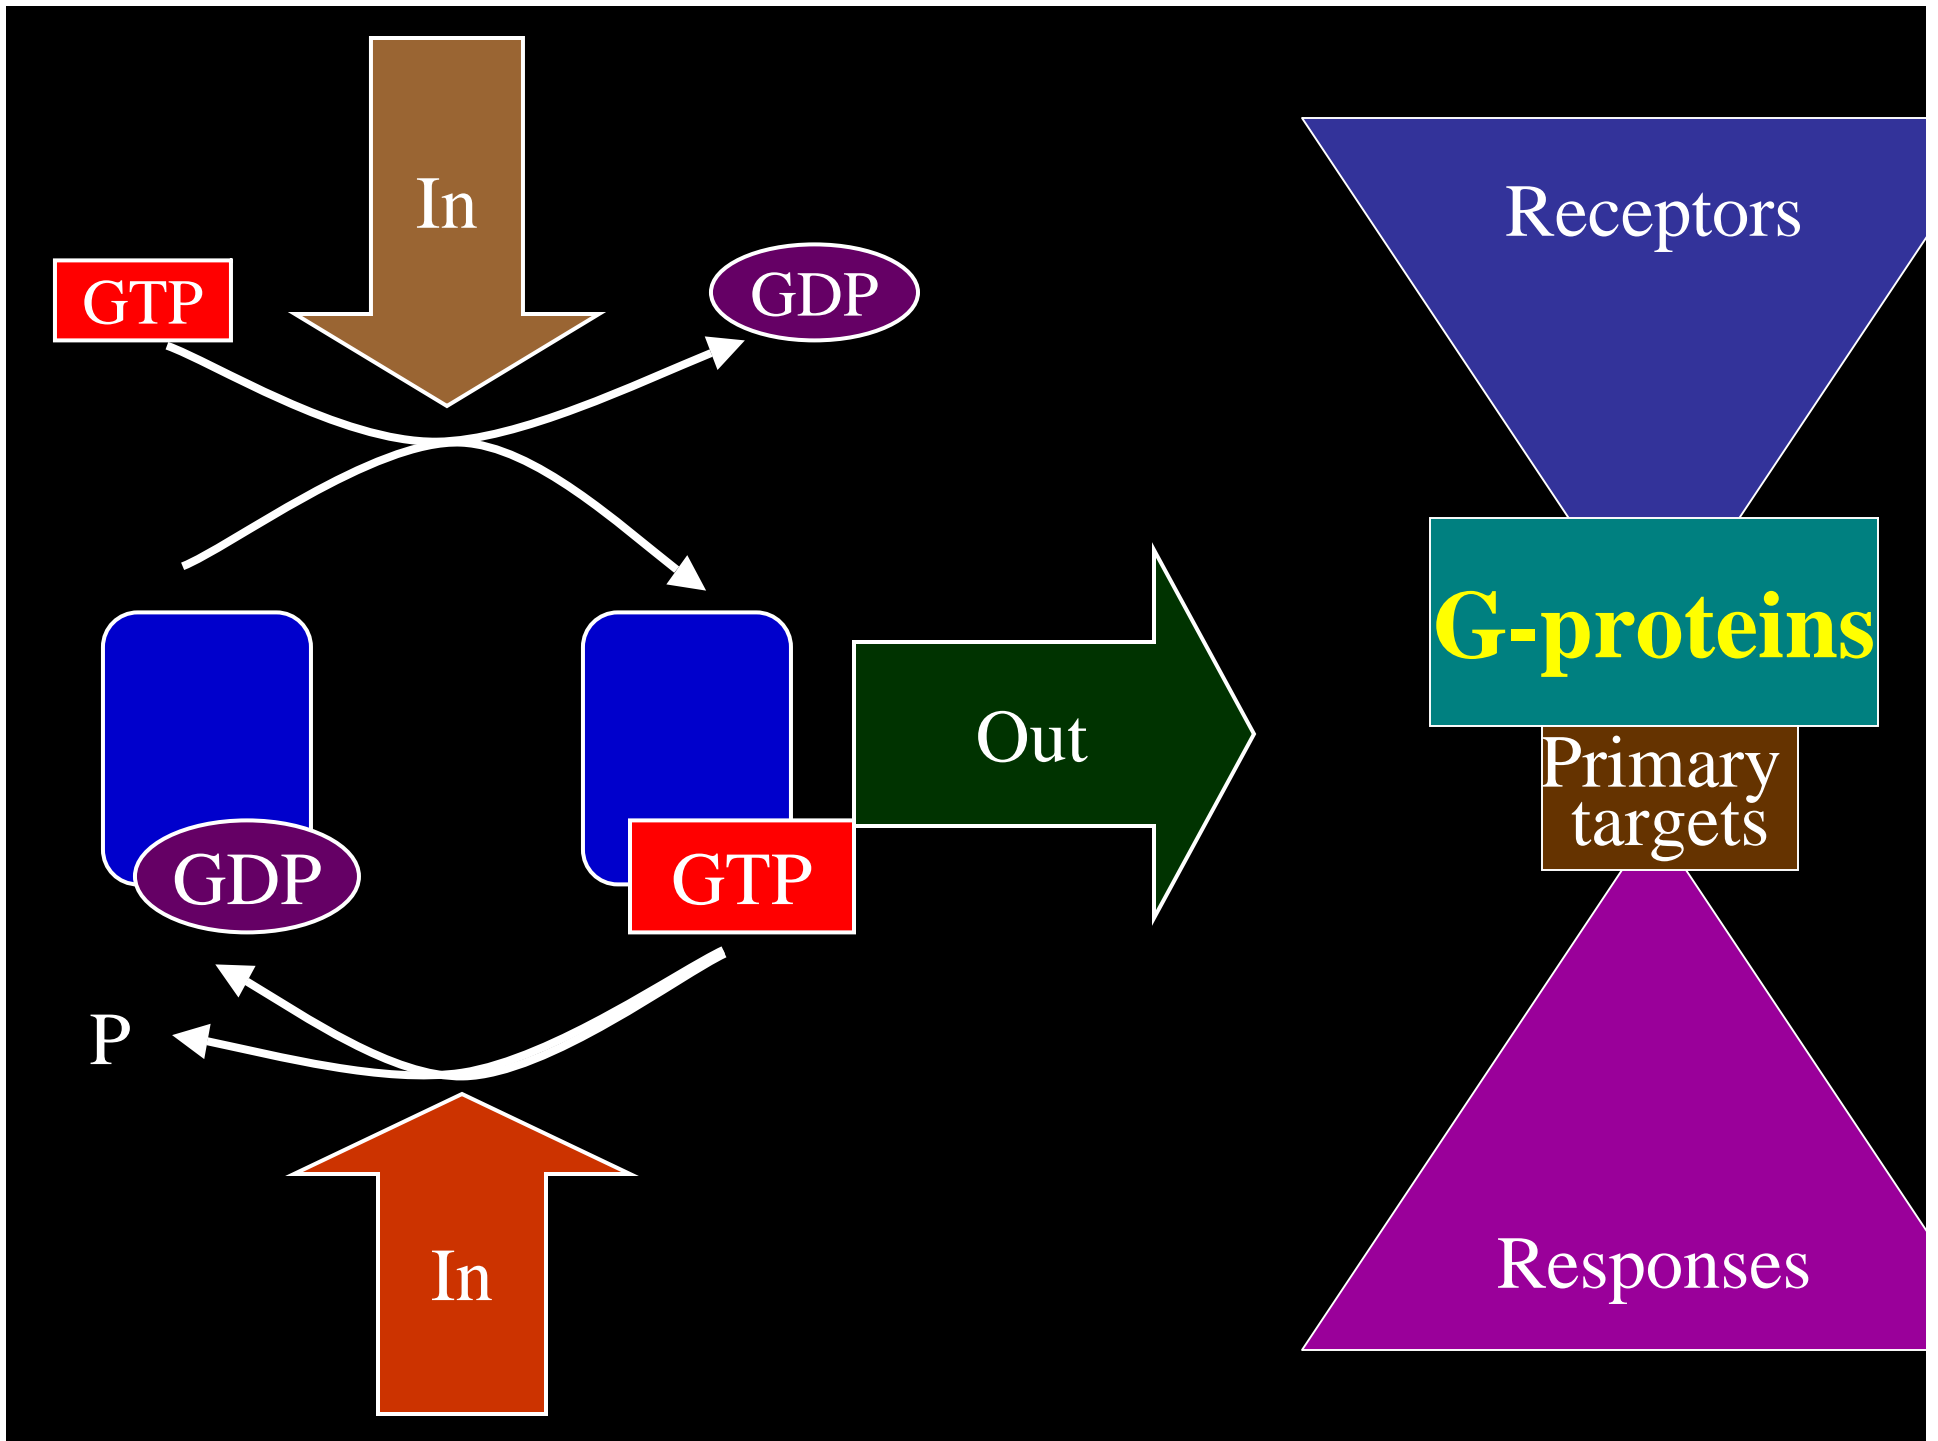 In
GTP
GDP
Out
GDP
GTP
P
In
Receptors
G-proteins
Primary
targets
Responses